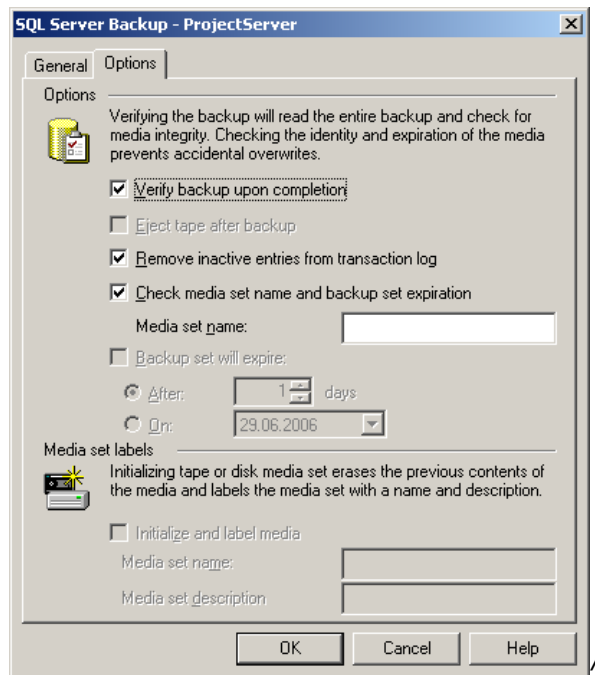 SQL Server Backup - ProjectServer
General Options
Options
Verifying the backup will read the entire backup and check for
media integrity. Checking the identity and expiration of the media
prevents accidental overwrites.
Verify backup upon completion
Eject tape after backup
Remove inactive entries from transaction log
Check media set name and backup set expiration
Media set name:
Backup set will expire:
After: 1 days
On: 29.06.2006
Media set labels
Initializing tape or disk media set erases the previous contents of
the media and labels the media set with a name and description.
Initialize and label media
Media set name:
Media set description
OK Cancel Help